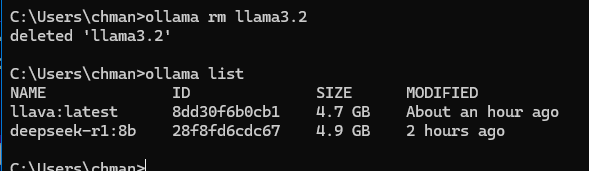 C:\Users\chman>ollama rm llama3.2
deleted 'llama3.2'
C:\Users\chman>ollama list
NAME ID SIZE MODIFIED
llava:latest 8dd30f6b0cb1 4.7 GB About an hour ago
deepseek-r1:8b 28f8fd6cdc67 4.9 GB 2 hours ago
C:\Users\chman>